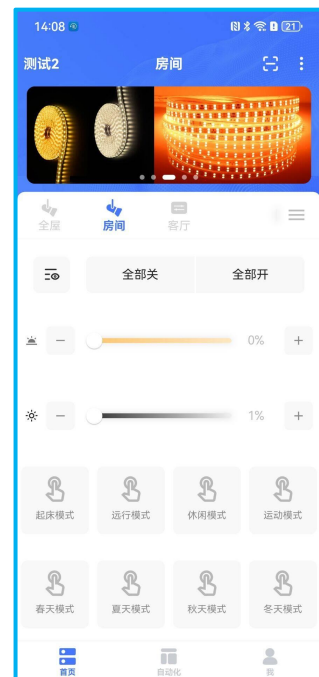 14:08 21
测试2 房间
全屋 房间 客厅
全部关 全部开
0%
1%
起床模式 远行模式 休闲模式 运动模式
春天模式 夏天模式 秋天模式 冬天模式
首页 自动化 我